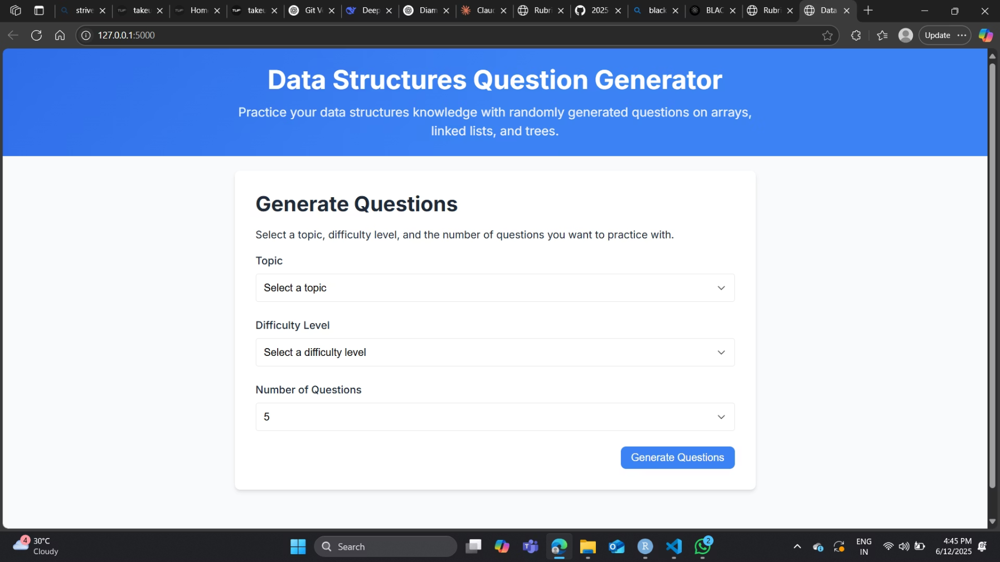 strive
takeu
Hom
takeu
Git V
Deep
Diam
Claud
Rubri
2025-
black
BLAC
Rubri
Data
127.0.0.1:5000
Update
Data Structures Question Generator
Practice your data structures knowledge with randomly generated questions on arrays,
linked lists, and trees.
Generate Questions
Select a topic, difficulty level, and the number of questions you want to practice with.
Topic
Select a topic
Difficulty Level
Select a difficulty level
Number of Questions
5
Generate Questions
4
30°C
Cloudy
Search
2
ENG
IN
4:45 PM
6/12/2025